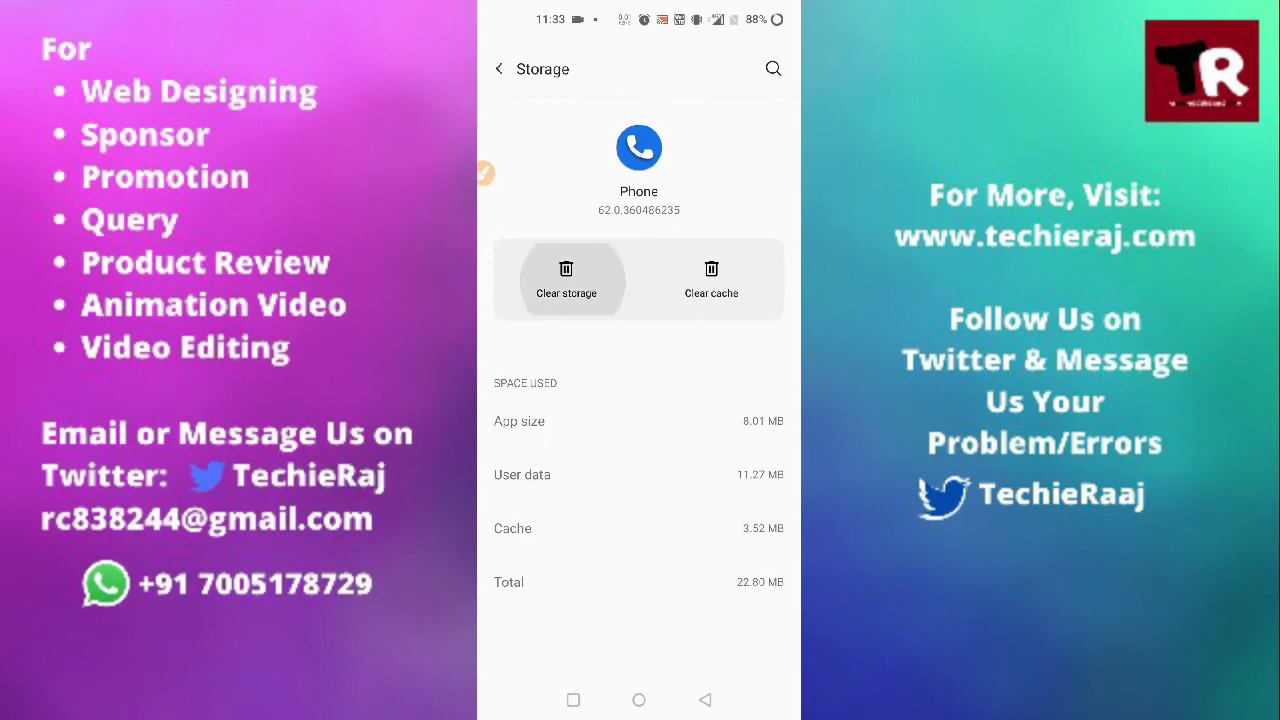 For
• Web Designing
• Sponsor
• Promotion
• Query
• Product Review
• Animation Video
• Video Editing
Email or Message Us on
Twitter: TechieRaj
rc838244@gmail.com
+91 7005178729
11:33
88%
Storage
Phone
62.0.360486235
Clear storage
Clear cache
SPACE USED
App size 8.01 MB
User data 11.27 MB
Cache 3.52 MB
Total 22.80 MB
TR
For More, Visit:
www.techieraj.com
Follow Us on
Twitter & Message
Us Your
Problem/Errors
TechieRaaj